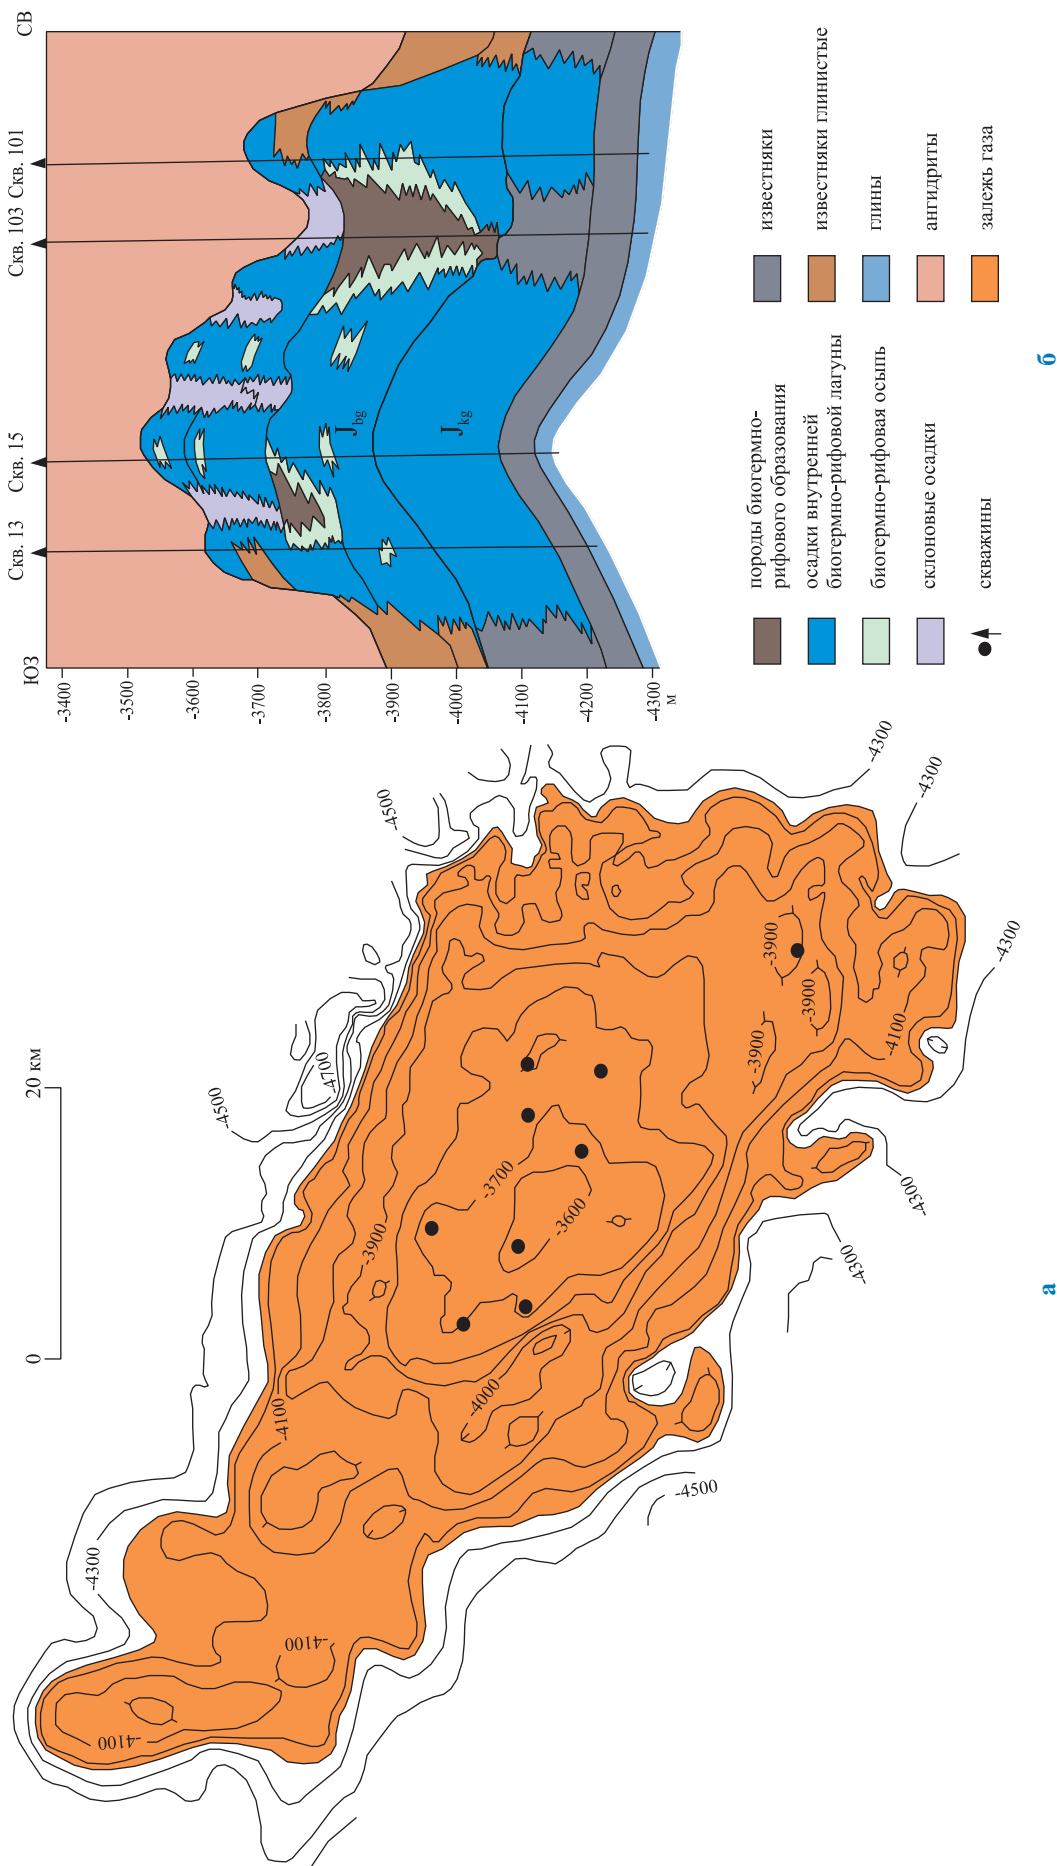 0
20 км
-4500
-4700
-4500
-4300
-4300
-4300
-3900
-3900
-3900
-4100
-3700
-3600
-3900
-4300
-4300
-4000
-4100
-4500
-4300
-4100
-4100
а
ЮЗ
Скв. 13
Скв. 15
Скв. 103
Скв. 101
СВ
-3400
-3500
-3600
-3700
-3800
-3900
-4000
-4100
-4200
-4300
м
Jbg
Jkg
породы биогермно-
рифового образования
осадки внутренней
биогермно-рифовой лагуны
биогермно-рифовая осыпь
склоновые осадки
скважины
известняки
известняки глинистые
глины
ангидриты
залежь газа
б